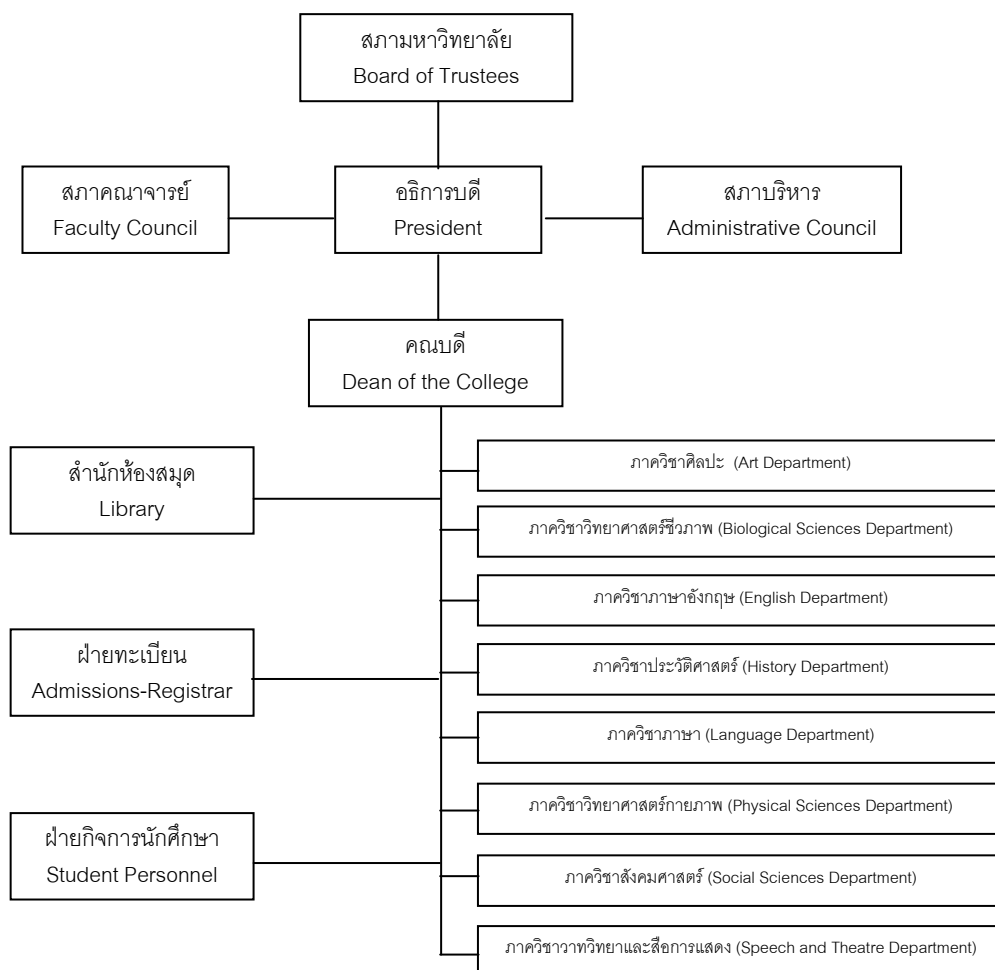 สภามหาวิทยาลัย
Board of Trustees
สภาคณาจารย์
Faculty Council
อธิการบดี
President
สภาบริหาร
Administrative Council
คณบดี
Dean of the College
สำนักห้องสมุด
Library
ฝ่ายทะเบียน
Admissions-Registrar
ฝ่ายกิจการนักศึกษา
Student Personnel
ภาควิชาศิลปะ (Art Department)
ภาควิชาวิทยาศาสตร์ชีวภาพ (Biological Sciences Department)
ภาควิชาภาษาอังกฤษ (English Department)
ภาควิชาประวัติศาสตร์ (History Department)
ภาควิชาภาษา (Language Department)
ภาควิชาวิทยาศาสตร์กายภาพ (Physical Sciences Department)
ภาควิชาสังคมศาสตร์ (Social Sciences Department)
ภาควิชาวาทวิทยาและสื่อการแสดง (Speech and Theatre Department)